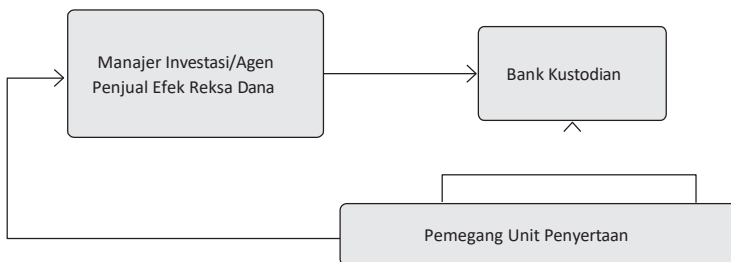 Manajer Investasi/Agen
Penjual Efek Reksa Dana
Bank Kustodian
Pemegang Unit Penyertaan